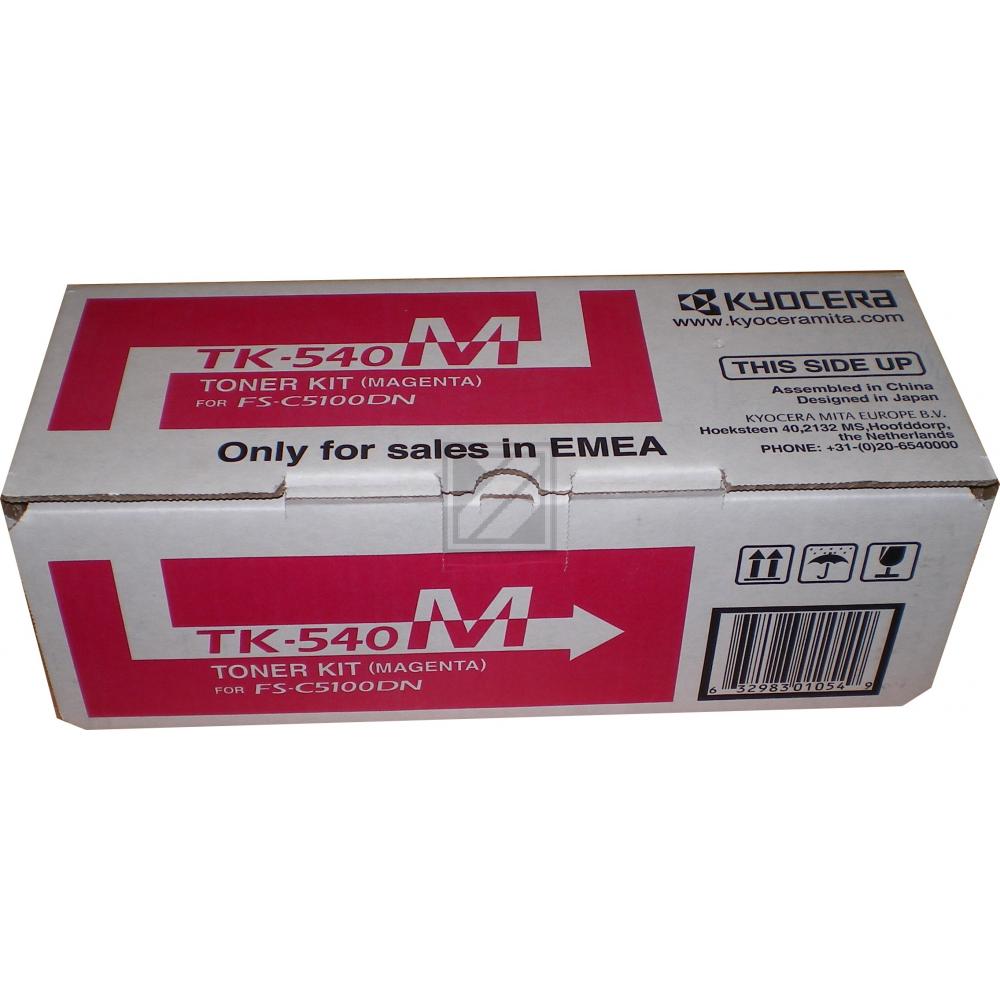 KYOCERA
www.kyoceramita.com
TK-540 M
TONER KIT (MAGENTA)
FOR FS-C5100DN
THIS SIDE UP
Assembled in China
Designed in Japan
KYOCERA MITA EUROPE B.V.
Hoeksteen 40,2132 MS,Hoofddorp,
the Netherlands
PHONE: +31-(0)20-6540000
Only for sales in EMEA
TK-540 M
TONER KIT (MAGENTA)
FOR FS-C5100DN
6 32983 01054 9